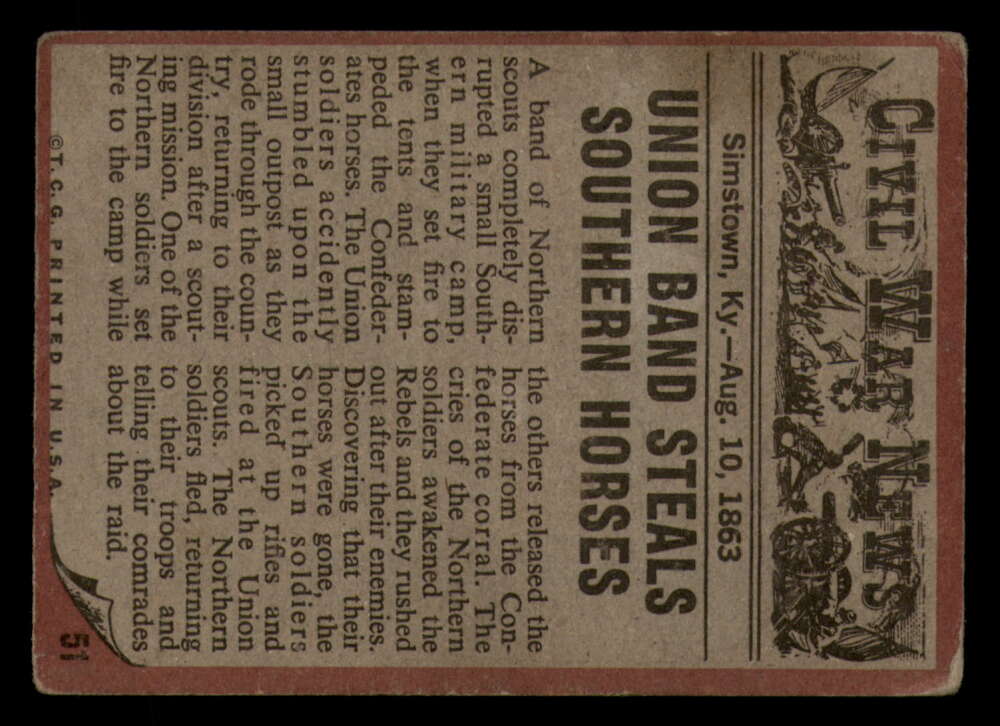 CIVIL WAR NEWS
Simstown, Ky.—Aug. 10, 1863
UNION BAND STEALS
SOUTHERN HORSES
A band of Northern
scouts completely dis-
rupted a small South-
ern military camp,
when they set fire to
the tents and stam-
peded the Confeder-
ates horses. The Union
soldiers accidently
stumbled upon the
small outpost as they
rode through the coun-
try, returning to their
division after a scout-
ing mission. One of the
Northern soldiers set
fire to the camp while
the others released the
horses from the Con-
federate corral. The
cries of the Northern
soldiers awakened the
Rebels and they rushed
out after their enemies.
Discovering that their
horses were gone, the
Southern soldiers
picked up rifles and
fired at the Union
scouts. The Northern
soldiers fled, returning
to their troops and
telling their comrades
about the raid.
©T.C.G. PRINTED IN U.S.A.
51